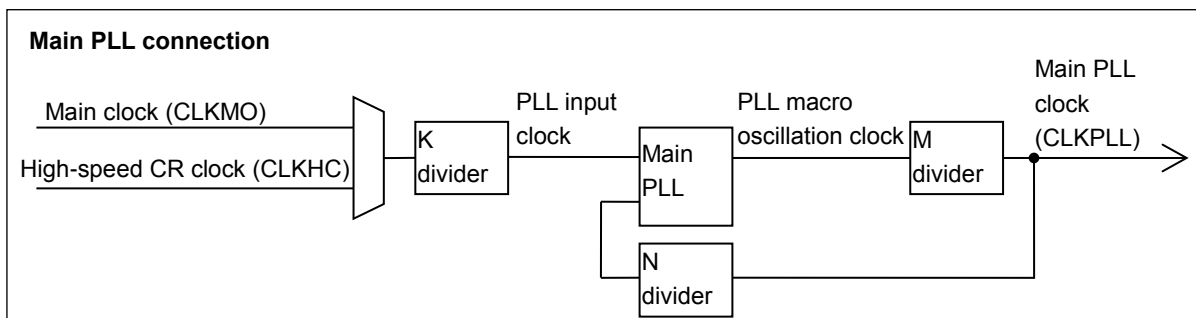 Main PLL connection
Main clock (CLKMO)
High-speed CR clock (CLKHC)
K
divider
PLL input
clock
Main
PLL
PLL macro
oscillation clock
M
divider
Main PLL
clock
(CLKPLL)
N
divider